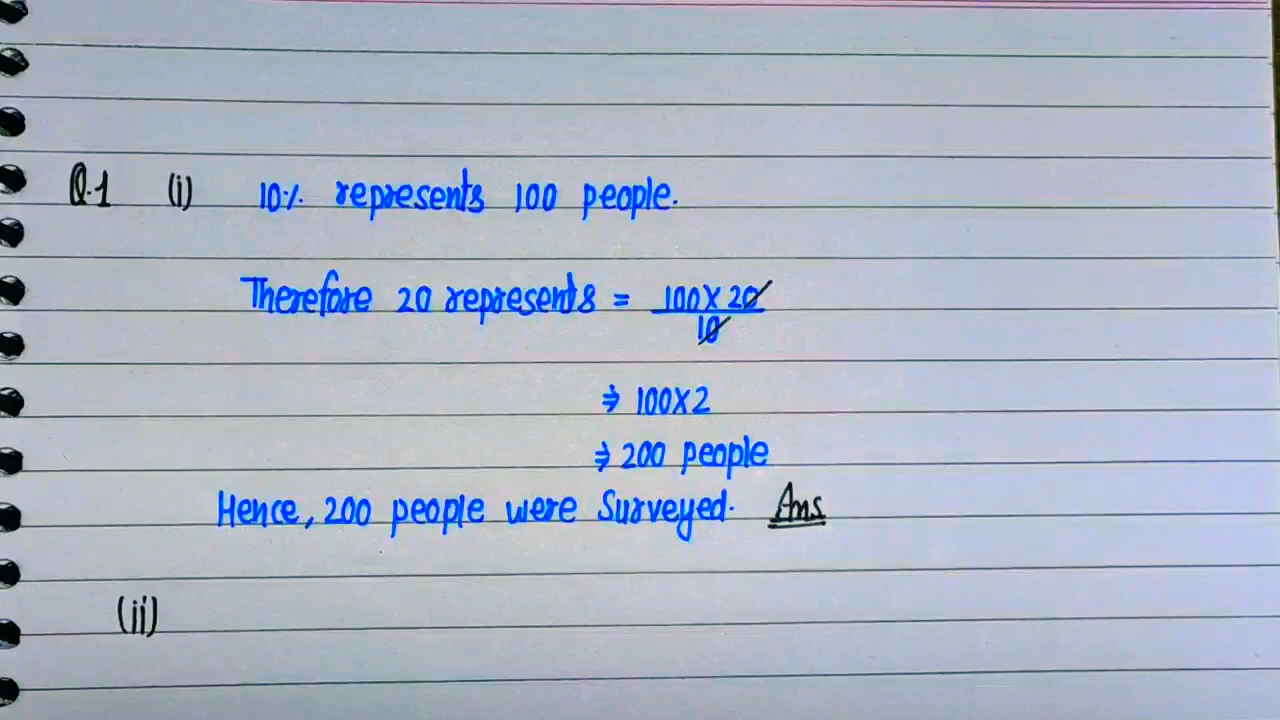 Q.1 (i) 10% represents 100 people.
Therefore 20 represents = 100 × 20 / 10
⇒ 100×2
⇒ 200 people
Hence, 200 people were surveyed. Ans
(ii)